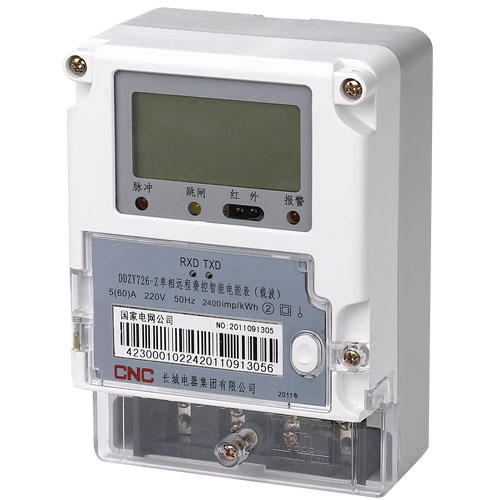 脉冲 跳闸 红 外 报警
RXD TXD
DDZY726-Z单相远程费控智能电能表（载波）
5(60)A 220V 50Hz 2400imp/kWh ②
国家电网公司 NO:2011091305
4230001022420110913056
CNC 长城电器集团有限公司 2011年